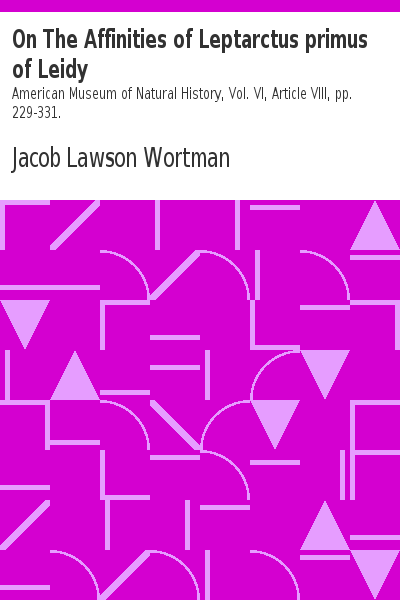 On The Affinities of Leptarctus primus
of Leidy
American Museum of Natural History, Vol. VI, Article VIII, pp.
229-331.
Jacob Lawson Wortman